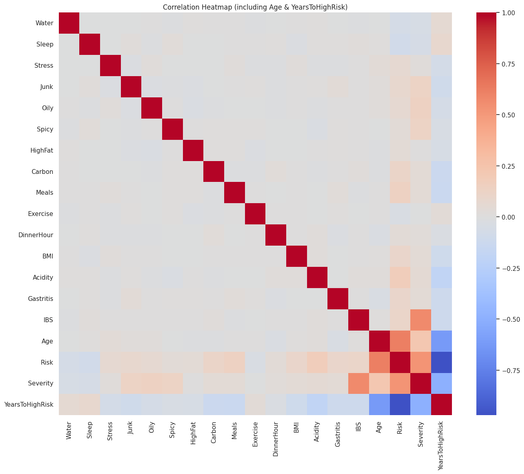 Correlation Heatmap (including Age & YearsToHighRisk)
Water
Sleep
Stress
Junk
Oily
Spicy
HighFat
Carbon
Meals
Exercise
DinnerHour
BMI
Acidity
Gastritis
IBS
Age
Risk
Severity
YearsToHighRisk
Water
Sleep
Stress
Junk
Oily
Spicy
HighFat
Carbon
Meals
Exercise
DinnerHour
BMI
Acidity
Gastritis
IBS
Age
Risk
Severity
YearsToHighRisk
1.00
0.75
0.50
0.25
0.00
−0.25
−0.50
−0.75